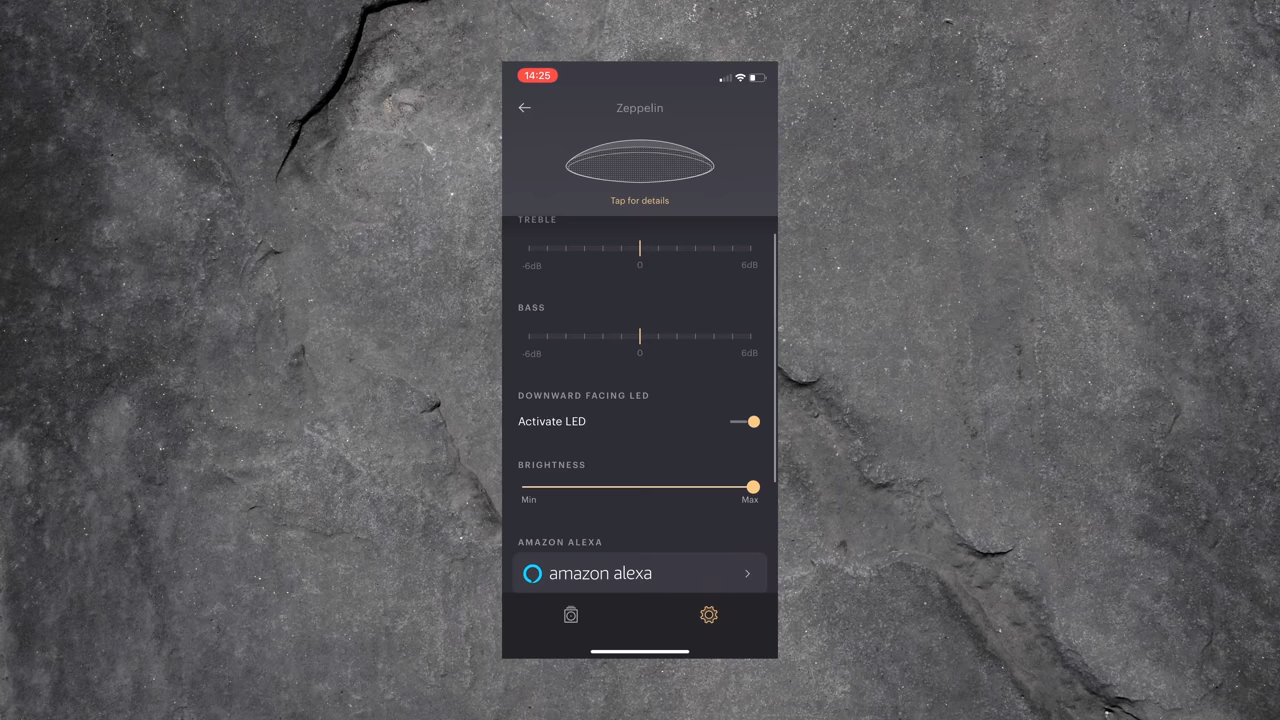 14:25
Zeppelin
Tap for details
TREBLE
-6dB 0 6dB
BASS
-6dB 0 6dB
DOWNWARD FACING LED
Activate LED
BRIGHTNESS
Min Max
AMAZON ALEXA
amazon alexa